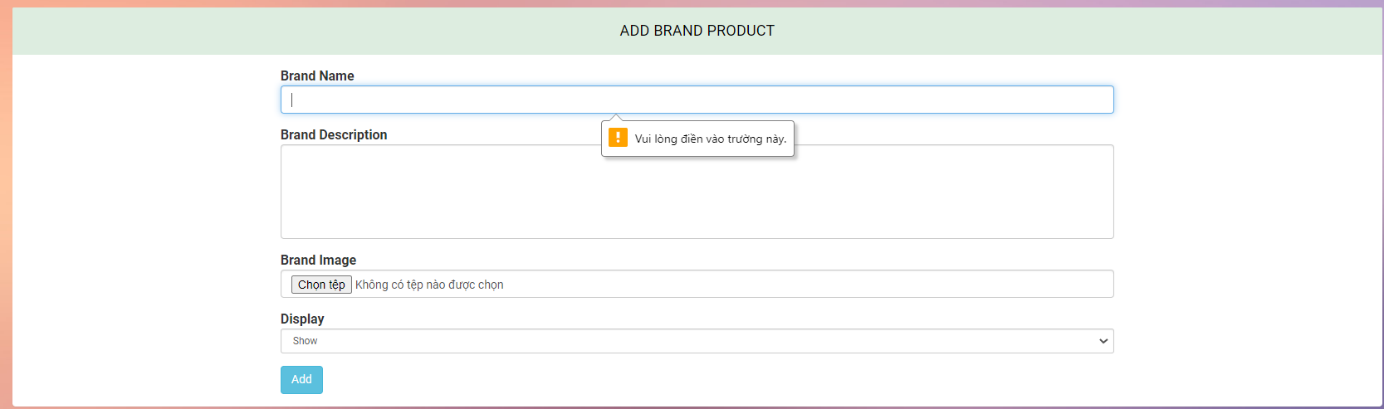 ADD BRAND PRODUCT
Brand Name
Vui lòng điền vào trường này.
Brand Description
Brand Image
Chọn tệp Không có tệp nào được chọn
Display
Show
Add